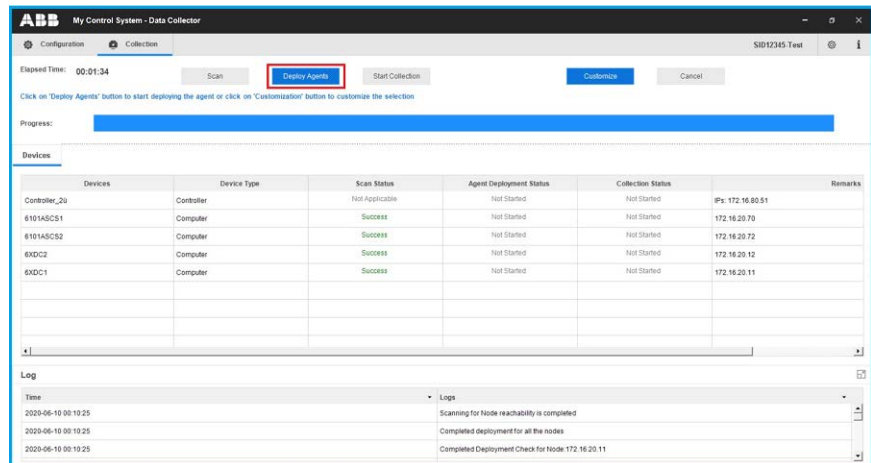 ABB My Control System - Data Collector
Configuration Collection SID12345-Test i
Elapsed Time: 00:01:34 Scan Deploy Agents Start Collection Customize Cancel
Click on 'Deploy Agents' button to start deploying the agent or click on 'Customization' button to customize the selection
Progress:
Devices
Devices Device Type Scan Status Agent Deployment Status Collection Status Remarks
Controller_20 Controller Not Applicable Not Started Not Started IPs: 172.16.80.51
6101ASCS1 Computer Success Not Started Not Started 172.16.20.70
6101ASCS2 Computer Success Not Started Not Started 172.16.20.72
6XDC2 Computer Success Not Started Not Started 172.16.20.12
6XDC1 Computer Success Not Started Not Started 172.16.20.11
Log
Time Logs
2020-06-10 00:10:25 Scanning for Node reachability is completed
2020-06-10 00:10:25 Completed deployment for all the nodes
2020-06-10 00:10:25 Completed Deployment Check for Node:172.16.20.11